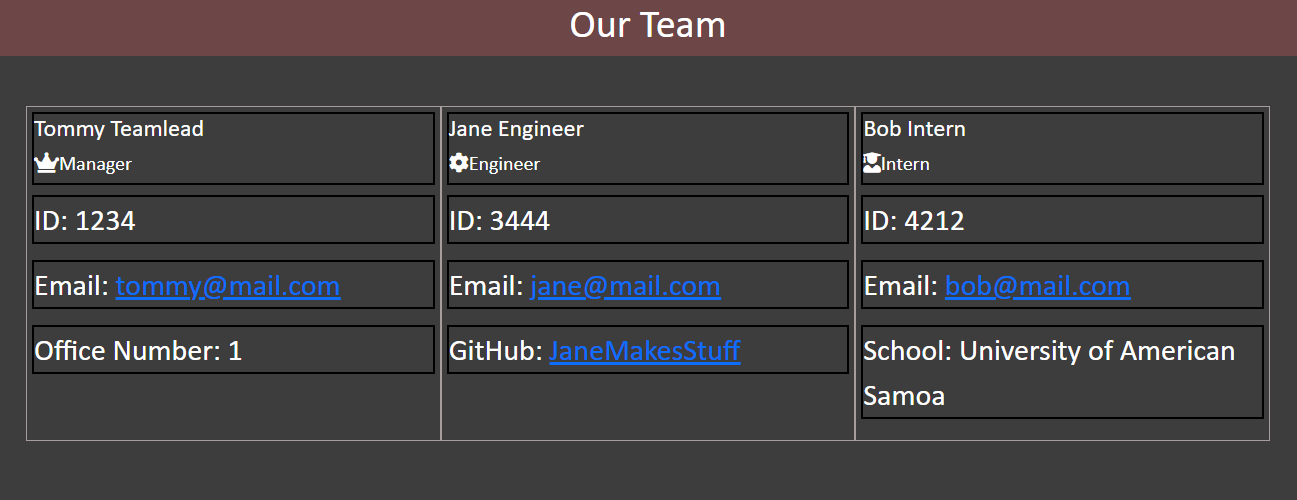 Our Team
Tommy Teamlead
Manager
ID: 1234
Email: tommy@mail.com
Office Number: 1
Jane Engineer
Engineer
ID: 3444
Email: jane@mail.com
GitHub: JaneMakesStuff
Bob Intern
Intern
ID: 4212
Email: bob@mail.com
School: University of American
Samoa